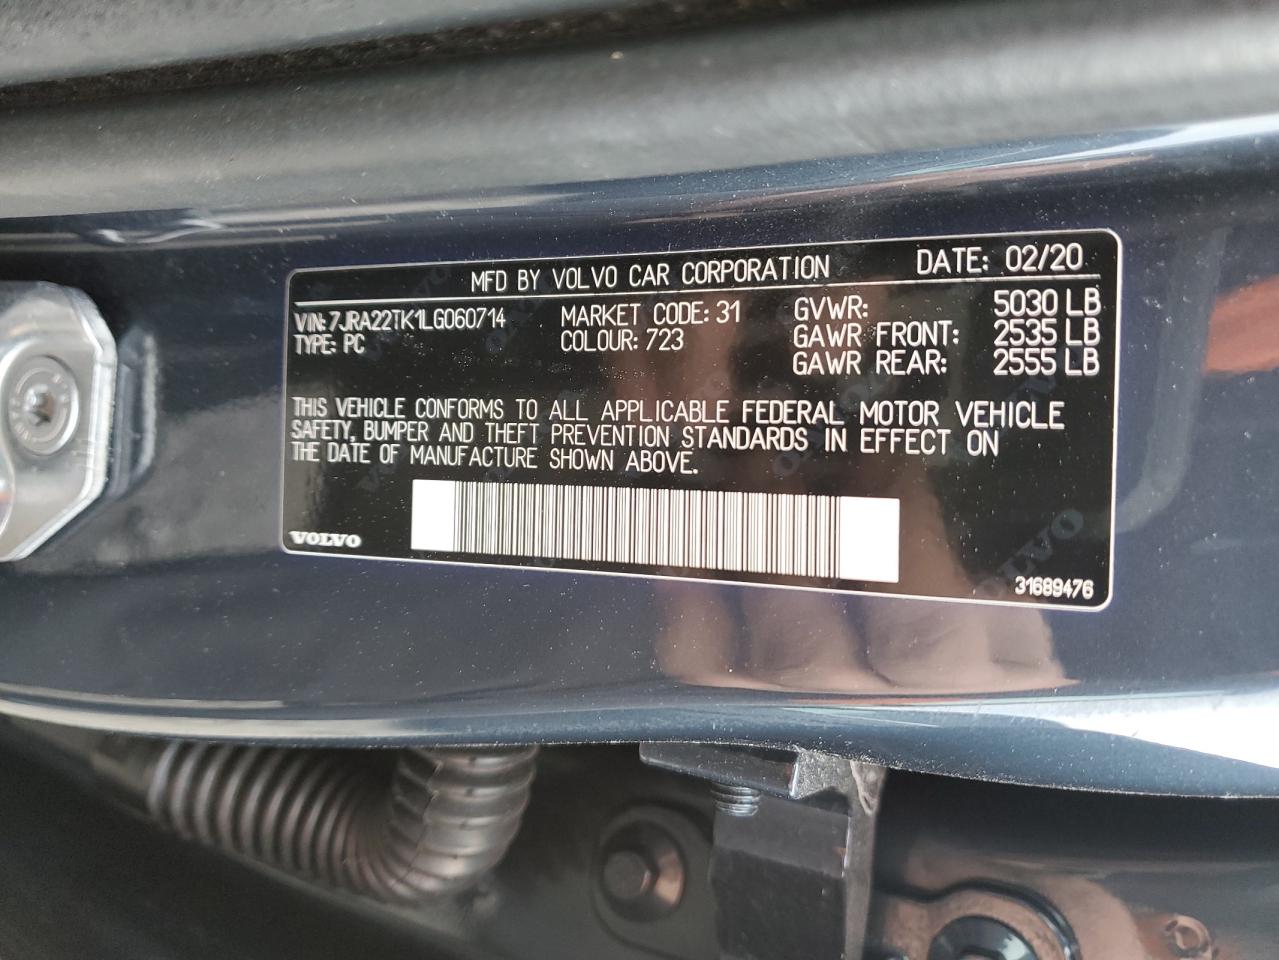 MFD BY VOLVO CAR CORPORATION DATE: 02/20
VIN: 7JRA22TK1LG060714 MARKET CODE: 31 GVWR: 5030 LB
TYPE: PC COLOUR: 723 GAWR FRONT: 2535 LB
GAWR REAR: 2555 LB
THIS VEHICLE CONFORMS TO ALL APPLICABLE FEDERAL MOTOR VEHICLE
SAFETY, BUMPER AND THEFT PREVENTION STANDARDS IN EFFECT ON
THE DATE OF MANUFACTURE SHOWN ABOVE.
VOLVO
31689476